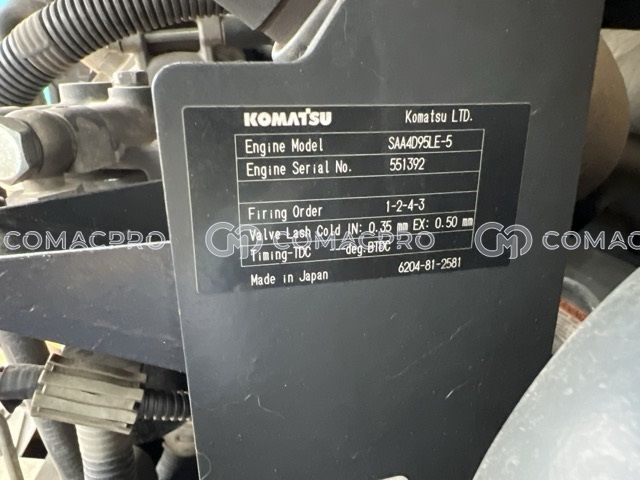 KOMATSU Komatsu LTD.
Engine Model SAA4D95LE-5
Engine Serial No. 551392
Firing Order 1-2-4-3
Valve Lash Cold IN: 0.35 mm EX: 0.50 mm
Timing-TDC deg.BTDC
Made in Japan 6204-81-2581
COMACPRO COMACPRO COMACPRO